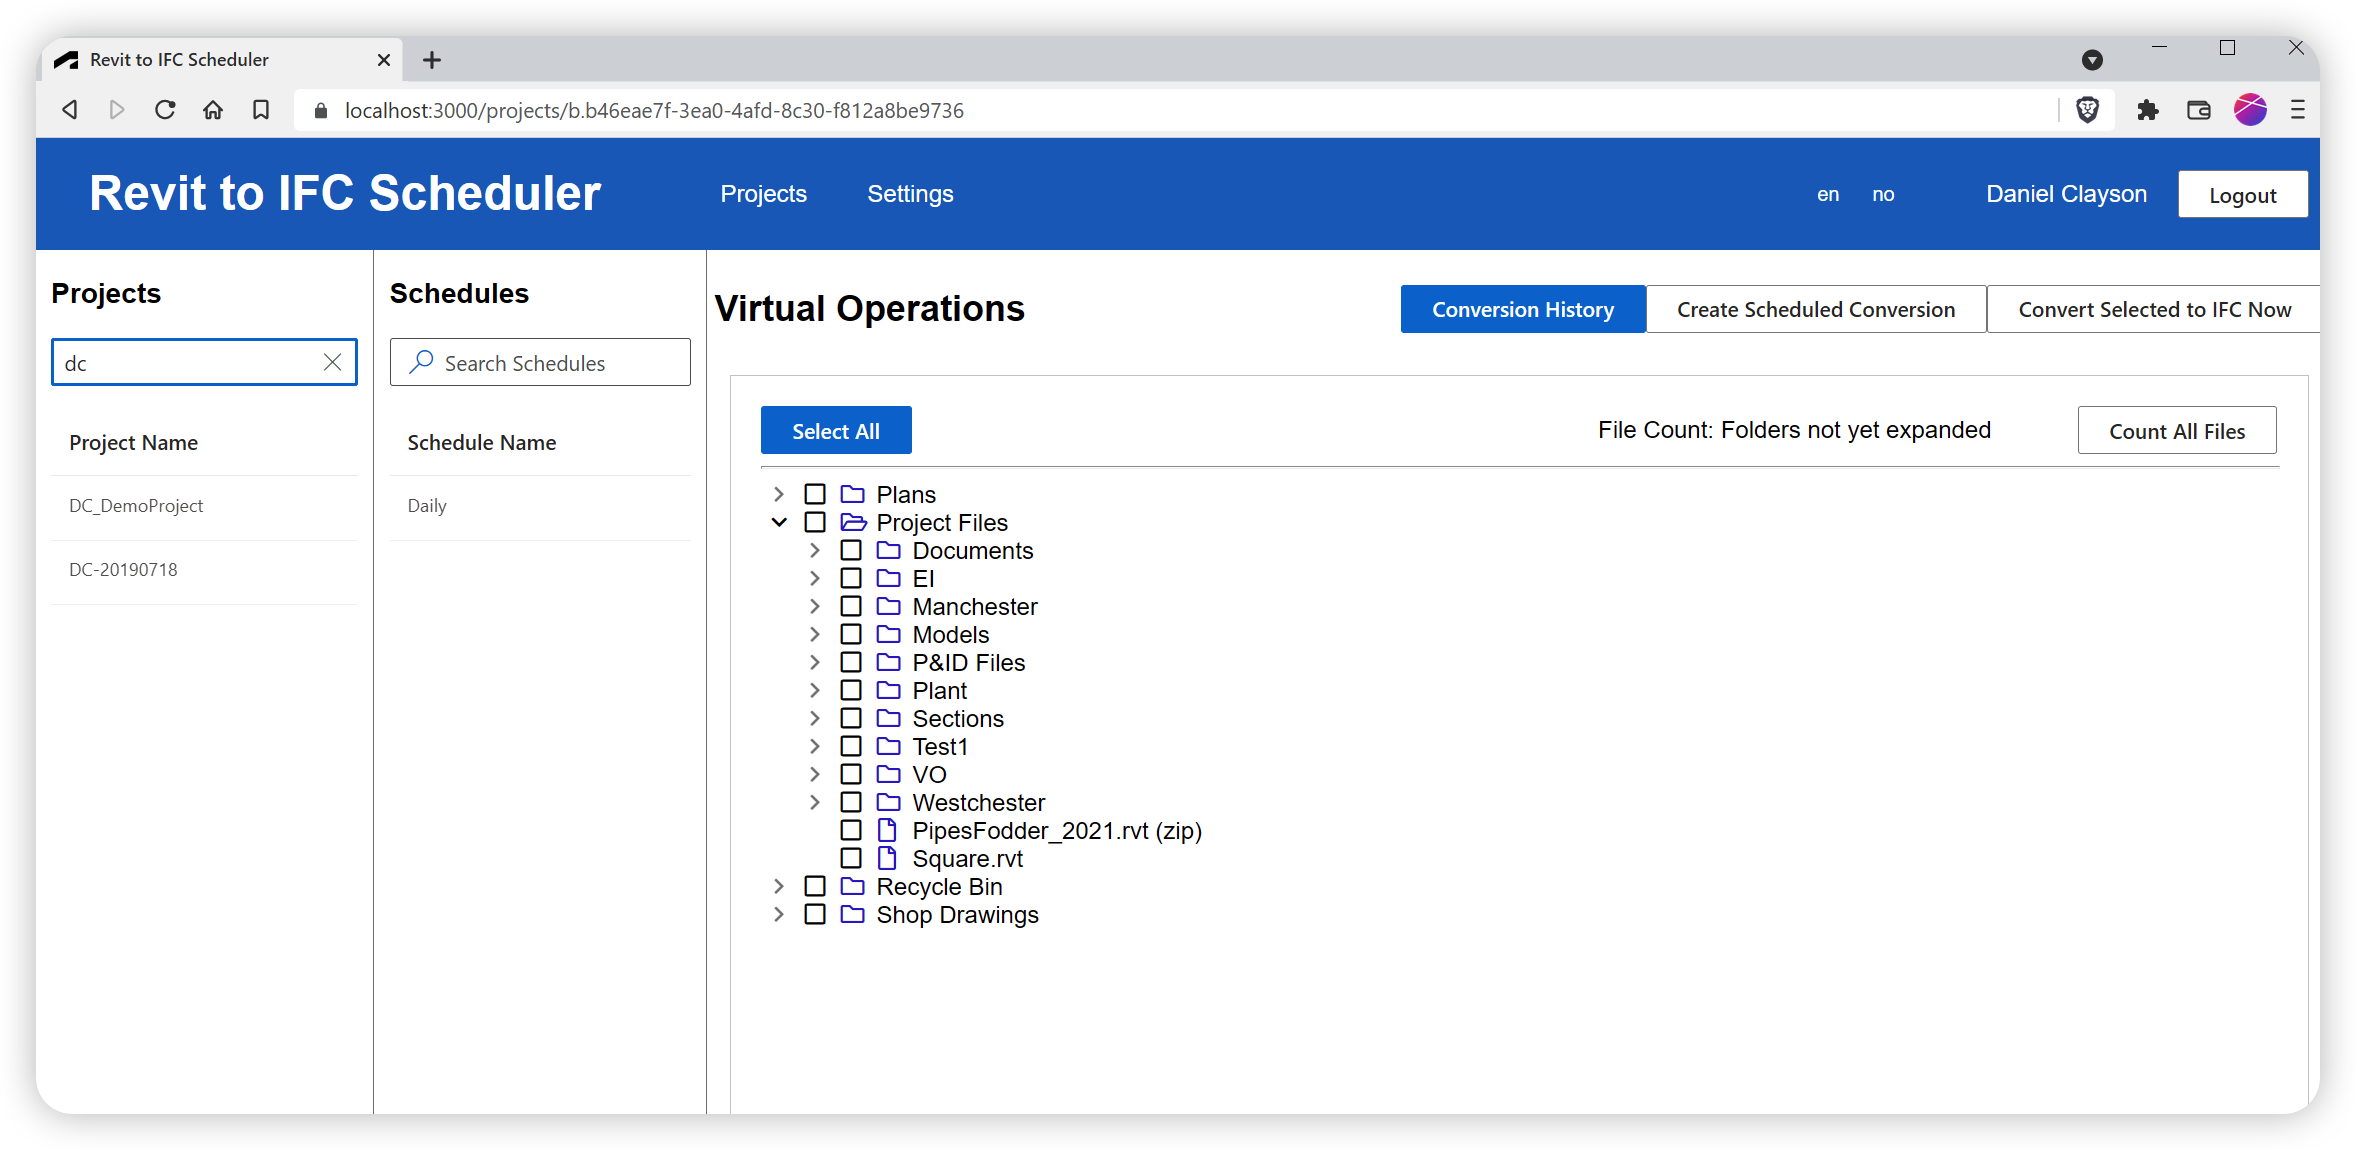 Revit to IFC Scheduler
localhost:3000/projects/b.b46eae7f-3ea0-4afd-8c30-f812a8be9736
Revit to IFC Scheduler
Projects
Settings
en
no
Daniel Clayson
Logout
Projects
dc
Project Name
DC_DemoProject
DC-20190718
Schedules
Search Schedules
Schedule Name
Daily
Virtual Operations
Conversion History
Create Scheduled Conversion
Convert Selected to IFC Now
Select All
File Count: Folders not yet expanded
Count All Files
Plans
Project Files
Documents
EI
Manchester
Models
P&ID Files
Plant
Sections
Test1
VO
Westchester
PipesFodder_2021.rvt (zip)
Square.rvt
Recycle Bin
Shop Drawings